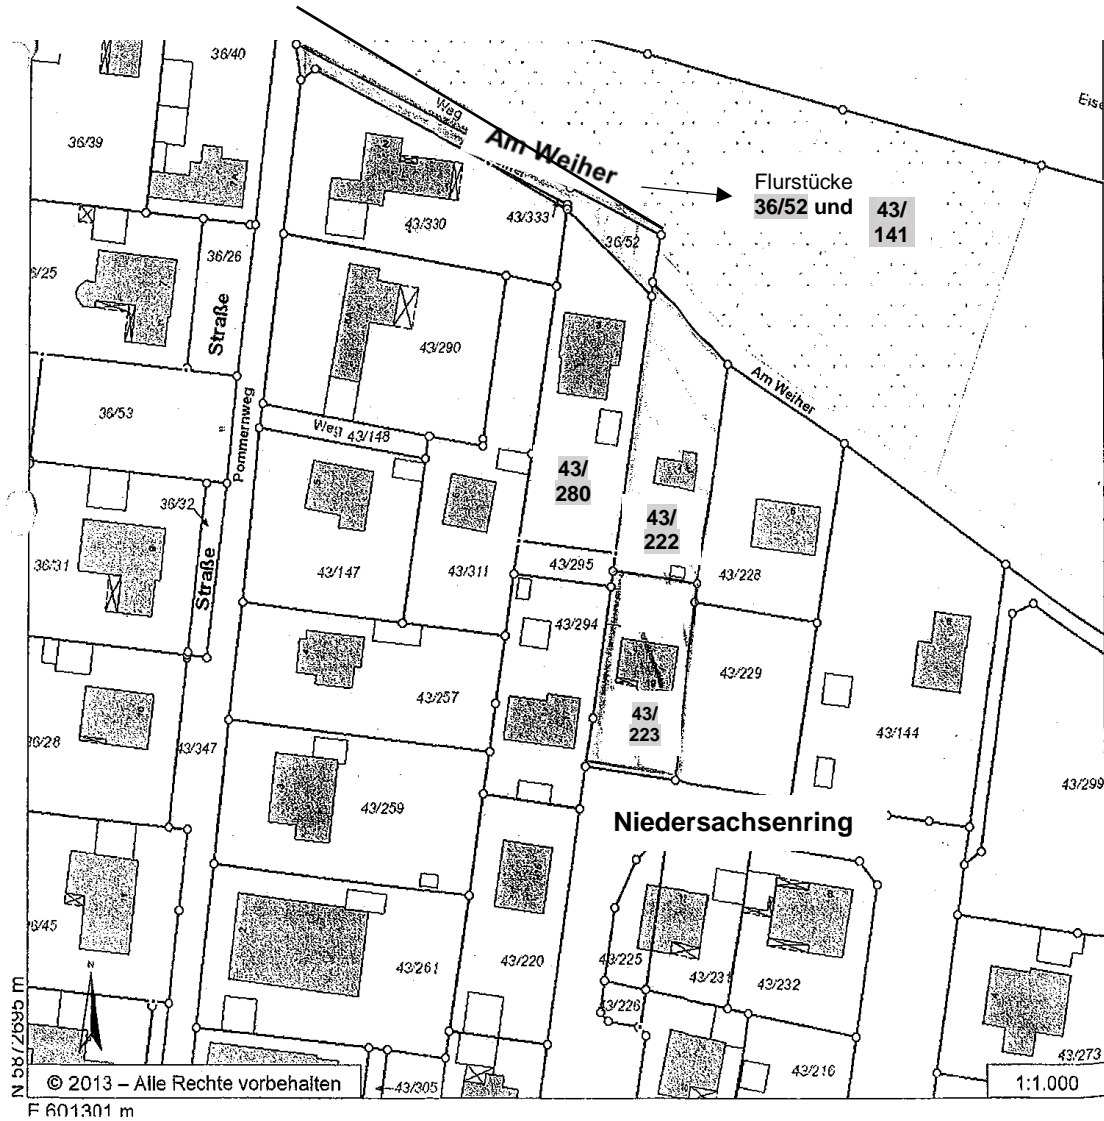 36/40
Weg
Eise
36/39
Am Weiher
Flurstücke
36/52 und
43/
141
43/333
43/330
36/52
36/26
Straße
43/290
Am Weiher
36/53
Weg
43/148
Pommernweg
43/
280
36/32
43/
222
36/31
Straße
43/147
43/311
43/295
43/228
43/294
43/229
43/257
43/
223
43/144
43/347
43/299
43/259
Niedersachsenring
43/261
43/220
43/225
43/231
43/232
43/226
N
43/216
43/273
43/305
© 2013 – Alle Rechte vorbehalten
1:1.000
N 5872695 m
E 601301 m